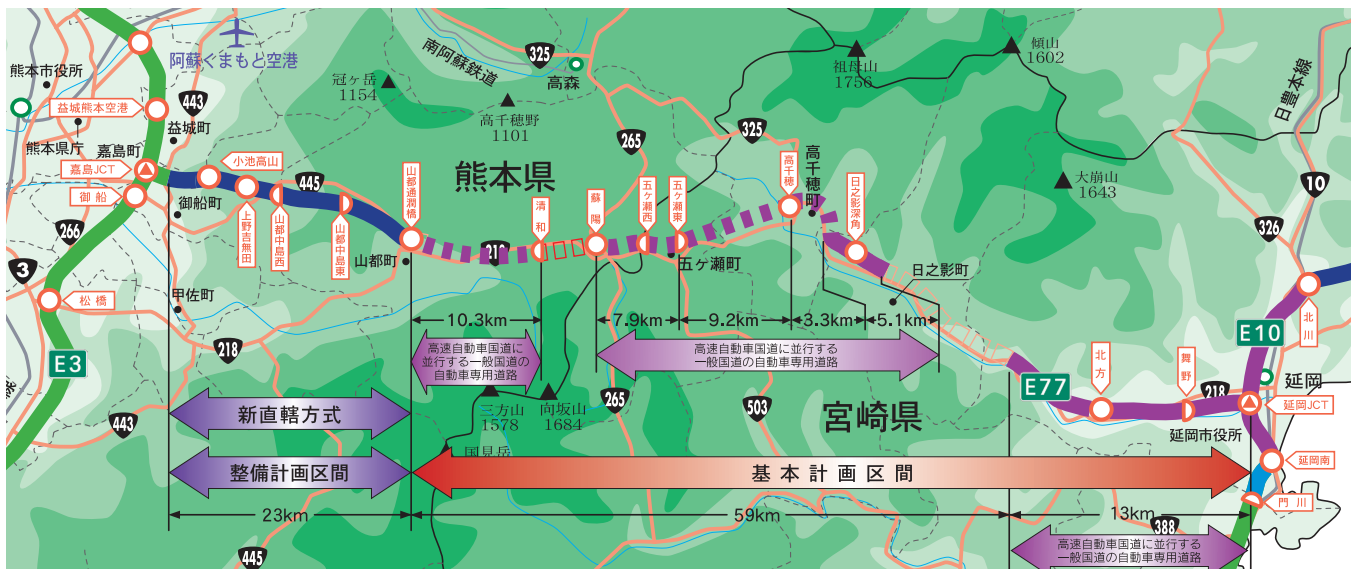 阿蘇くまもと空港
熊本市役所
益城熊本空港
443
益城町
熊本県庁
嘉島町
嘉島JCT
御船
御船町
小池高山
上野吉無田
445
山都中島西
山都中島東
山都通潤橋
山都町
冠ヶ岳
1154
南阿蘇鉄道
325
高森
高千穂野
1101
熊本県
265
清和
蘇陽
五ヶ瀬西
五ヶ瀬東
五ヶ瀬町
325
祖母山
1756
傾山
1602
大崩山
1643
高千穂
高千穂町
日之影深角
日之影町
日豊本線
10
326
北川
E10
延岡
延岡JCT
延岡市役所
延岡南
門川
388
218
舞野
北方
E77
宮崎県
503
265
266
3
松橋
E3
甲佐町
218
443
445
三方山
1578
向坂山
1684
国見岳
10.3km
7.9km
9.2km
3.3km
5.1km
高速自動車国道に
並行する一般国道の
自動車専用道路
高速自動車国道に並行する
一般国道の自動車専用道路
新直轄方式
整備計画区間
基本計画区間
23km
59km
13km
高速自動車国道に並行する
一般国道の自動車専用道路